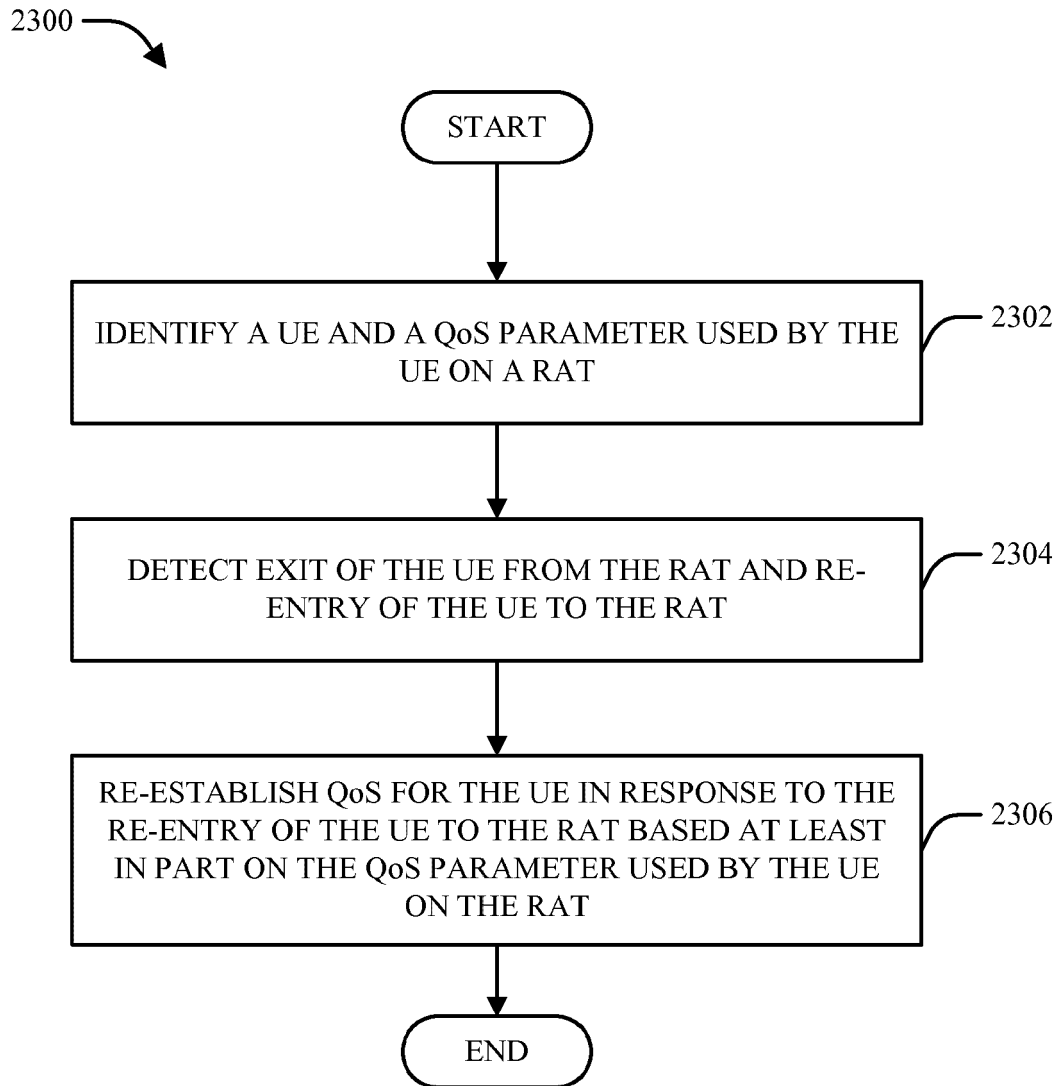 2300
START
IDENTIFY A UE AND A QoS PARAMETER USED BY THE
UE ON A RAT
2302
DETECT EXIT OF THE UE FROM THE RAT AND RE-
ENTRY OF THE UE TO THE RAT
2304
RE-ESTABLISH QoS FOR THE UE IN RESPONSE TO THE
RE-ENTRY OF THE UE TO THE RAT BASED AT LEAST
IN PART ON THE QoS PARAMETER USED BY THE UE
ON THE RAT
2306
END